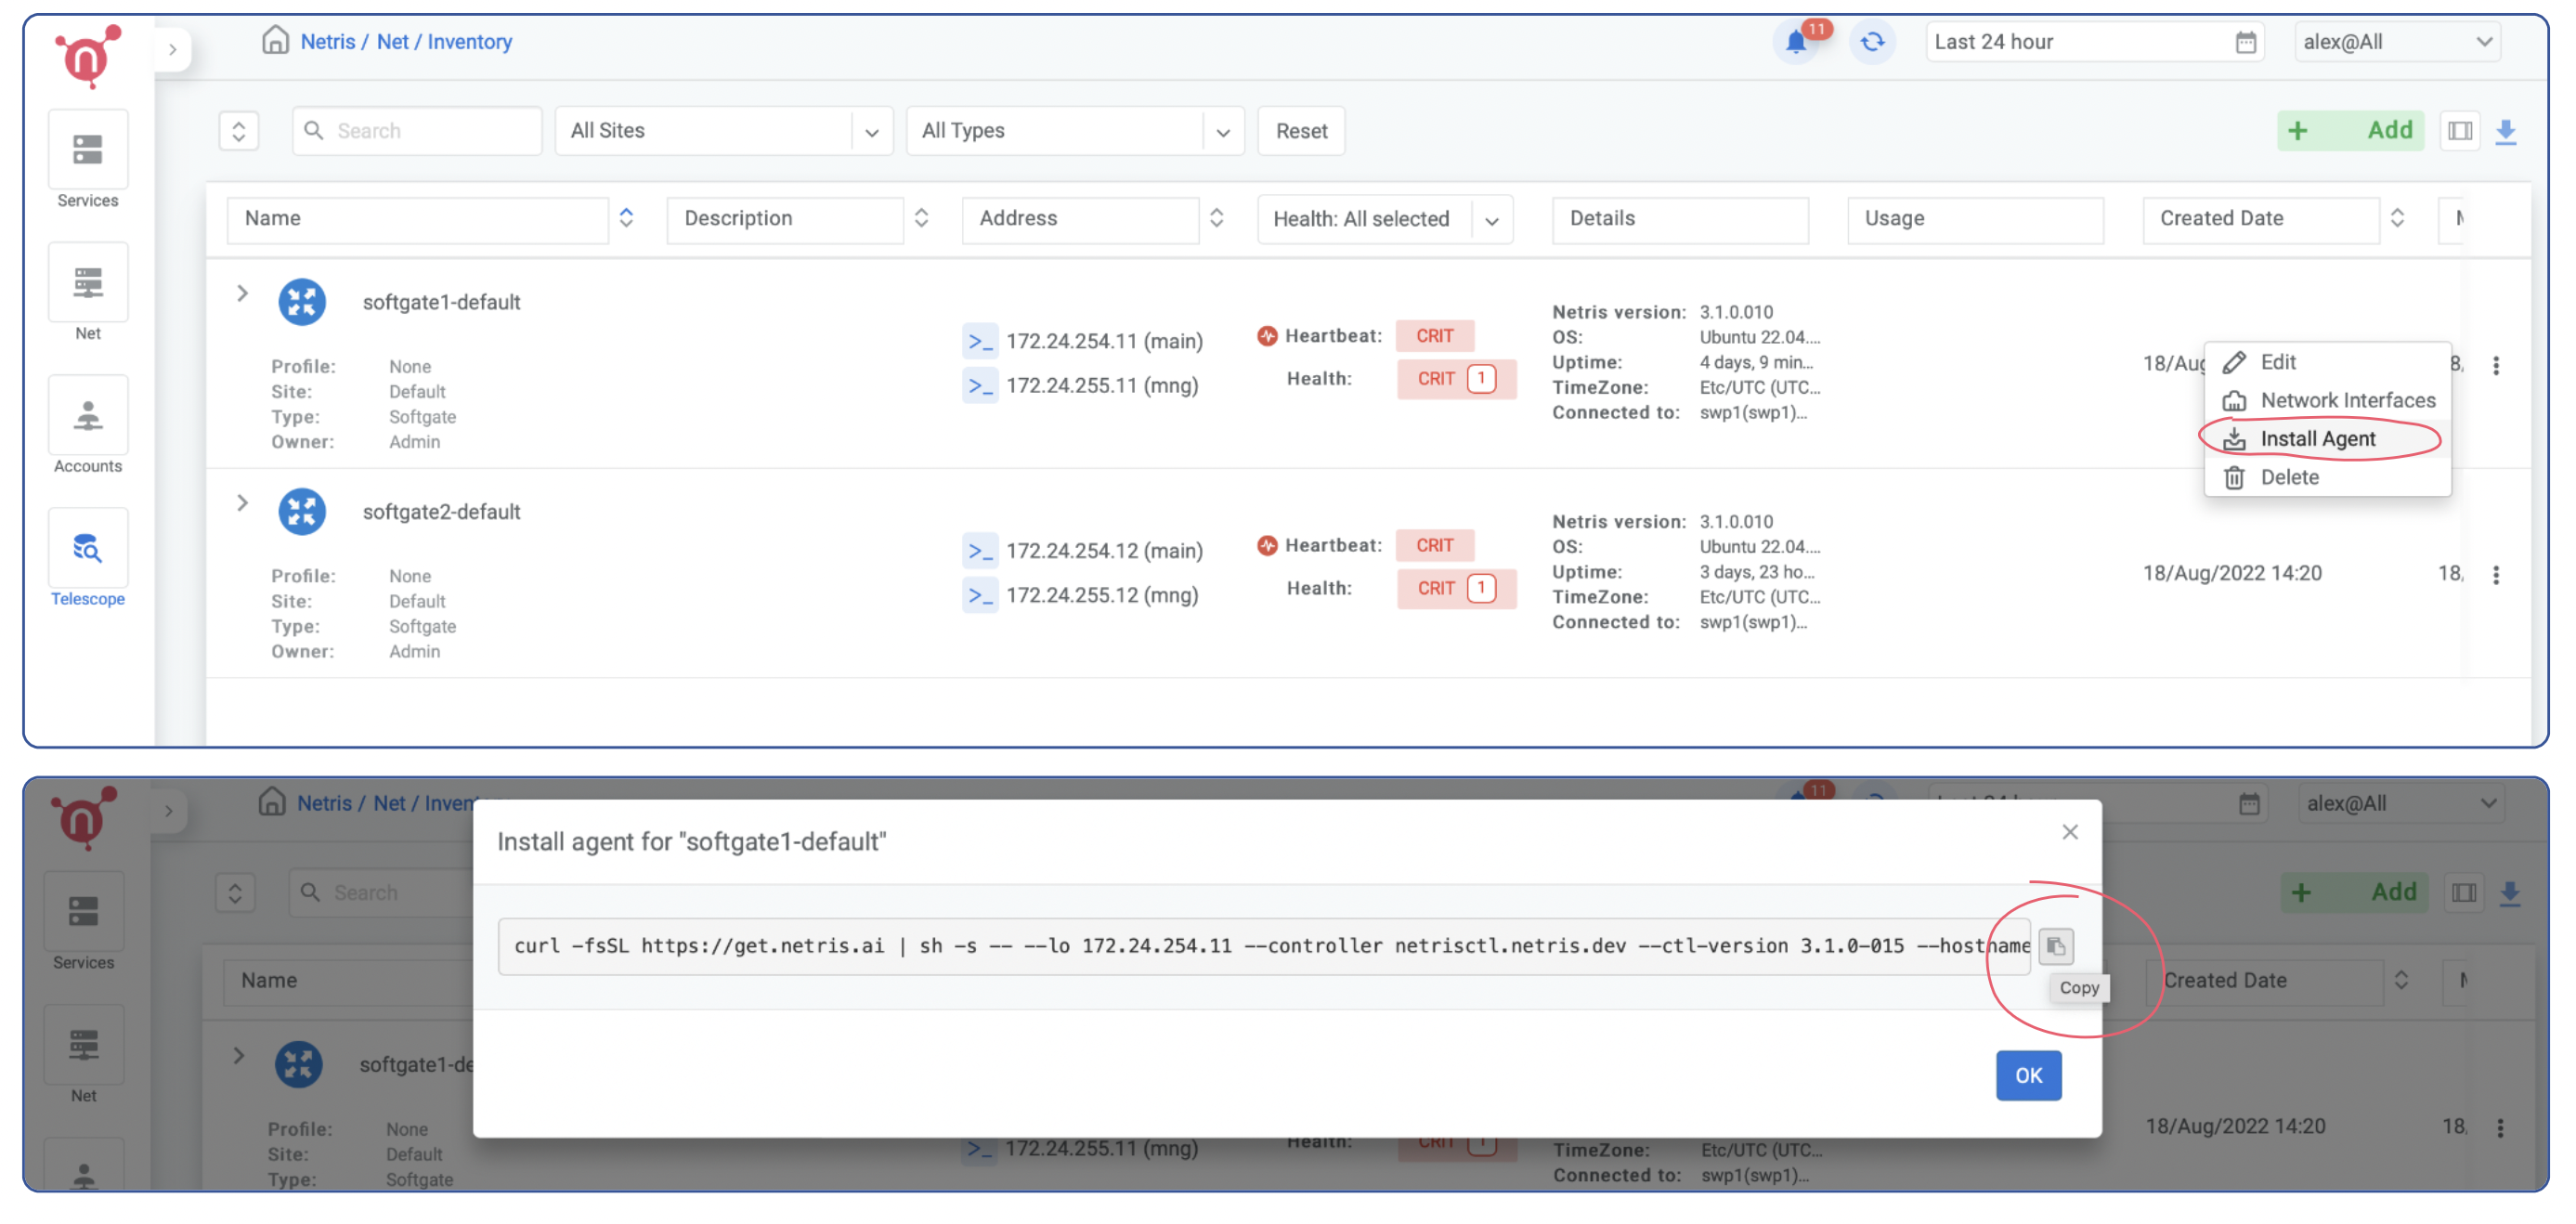 Netris / Net / Inventory
11
Last 24 hour
alex@All
Search
All Sites
All Types
Reset
+ Add
Name
Description
Address
Health: All selected
Details
Usage
Created Date
Services
Net
Accounts
Telescope
softgate1-default
Profile: None
Site: Default
Type: Softgate
Owner: Admin
>_ 172.24.254.11 (main)
>_ 172.24.255.11 (mng)
Heartbeat: CRIT
Health: CRIT 1
Netris version: 3.1.0.010
OS: Ubuntu 22.04....
Uptime: 4 days, 9 min...
TimeZone: Etc/UTC (UTC...
Connected to: swp1(swp1)...
18/Aug
8,
Edit
Network Interfaces
Install Agent
Delete
softgate2-default
Profile: None
Site: Default
Type: Softgate
Owner: Admin
>_ 172.24.254.12 (main)
>_ 172.24.255.12 (mng)
Heartbeat: CRIT
Health: CRIT 1
Netris version: 3.1.0.010
OS: Ubuntu 22.04....
Uptime: 3 days, 23 ho...
TimeZone: Etc/UTC (UTC...
Connected to: swp1(swp1)...
18/Aug/2022 14:20
18,
Netris / Net / Inven
11
alex@All
Search
+ Add
Name
Created Date
Services
Net
Install agent for "softgate1-default"
curl -fsSL https://get.netris.ai | sh -s -- --lo 172.24.254.11 --controller netrisctl.netris.dev --ctl-version 3.1.0-015 --hostname
Copy
OK
softgate1-de
Profile: None
Site: Default
Type: Softgate
>_ 172.24.255.11 (mng)
Health: CRIT 1
TimeZone: Etc/UTC (UTC...
Connected to: swp1(swp1)...
18/Aug/2022 14:20
18,